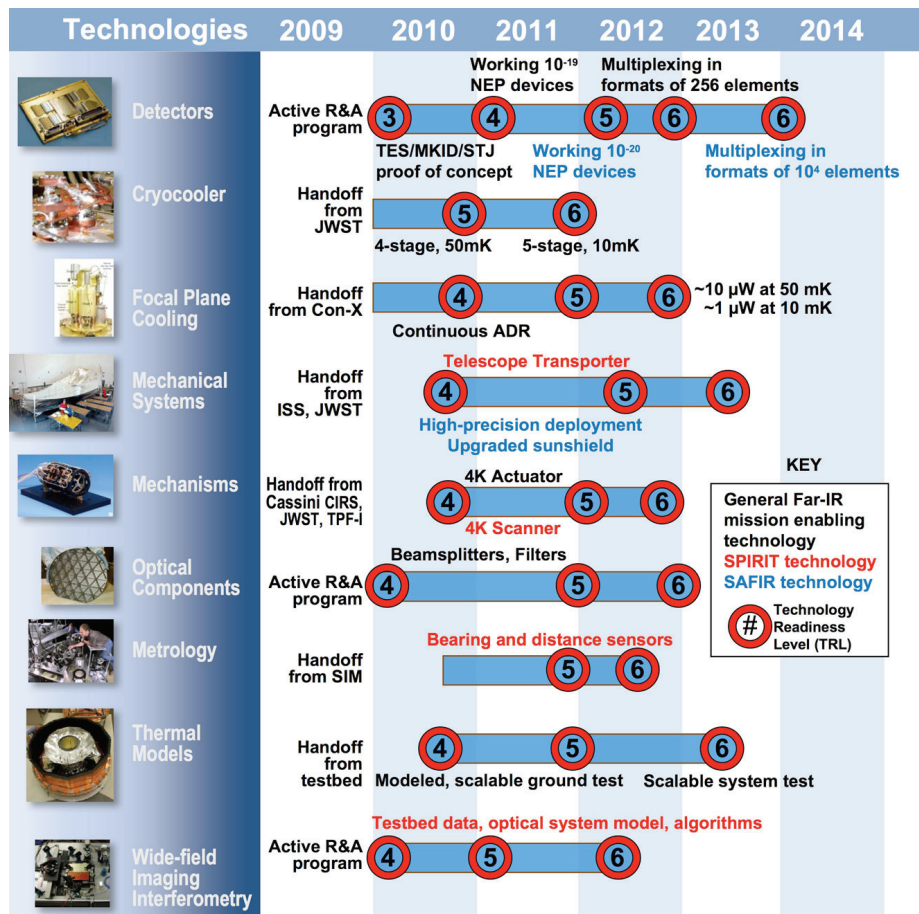 Technologies 2009 2010 2011 2012 2013 2014
Detectors
Active R&A
program
Working 10⁻¹⁹
NEP devices
Multiplexing in
formats of 256 elements
3 4 5 6 6
TES/MKID/STJ
proof of concept
Working 10⁻²⁰
NEP devices
Multiplexing in
formats of 10⁴ elements
Cryocooler
Handoff
from
JWST
5 6
4-stage, 50mK
5-stage, 10mK
Focal Plane
Cooling
Handoff
from Con-X
4 5 6
~10 µW at 50 mK
~1 µW at 10 mK
Continuous ADR
Mechanical
Systems
Handoff
from
ISS, JWST
Telescope Transporter
4 5 6
High-precision deployment
Upgraded sunshield
Mechanisms
Handoff from
Cassini CIRS,
JWST, TPF-I
4K Actuator
4 5 6
4K Scanner
Optical
Components
Active R&A
program
Beamsplitters, Filters
4 5 6
Metrology
Handoff
from SIM
Bearing and distance sensors
5 6
Thermal
Models
Handoff
from
testbed
4 5 6
Modeled, scalable ground test
Scalable system test
Wide-field
Imaging
Interferometry
Active R&A
program
Testbed data, optical system model, algorithms
4 5 6
KEY
General Far-IR
mission enabling
technology
SPIRIT technology
SAFIR technology
#
Technology
Readiness
Level (TRL)